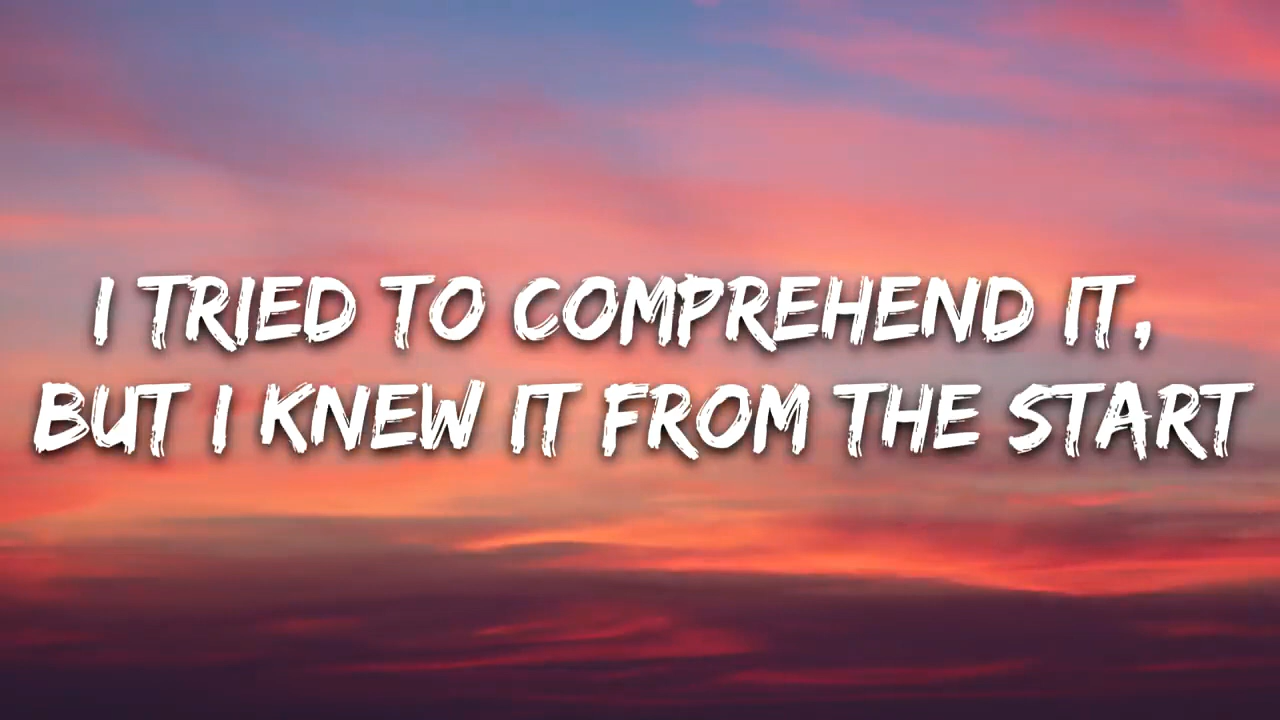 I TRIED TO COMPREHEND IT,
BUT I KNEW IT FROM THE START